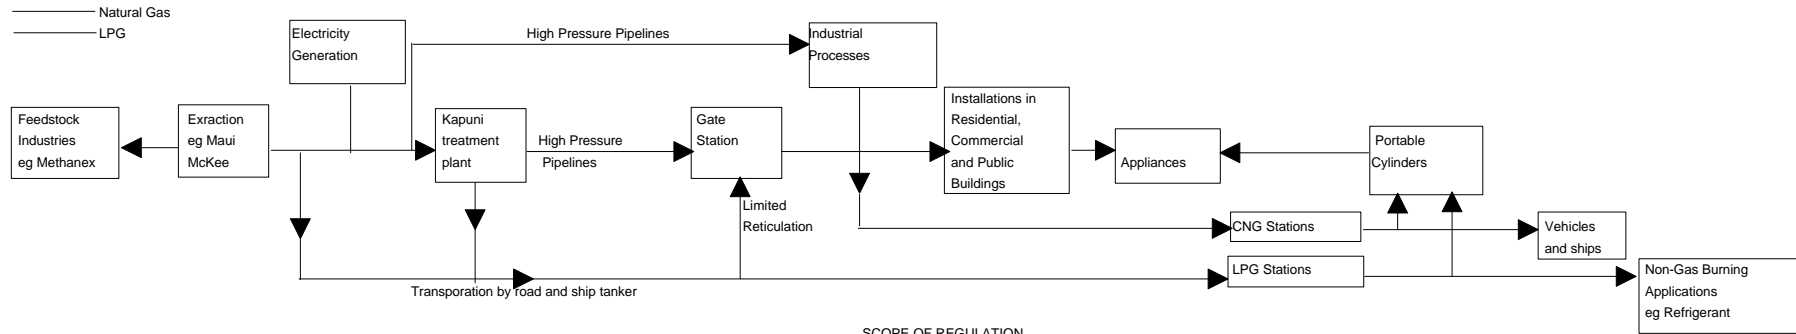 Natural Gas
LPG
Electricity
Generation
High Pressure Pipelines
Industrial
Processes
Feedstock
Industries
eg Methanex
Exraction
eg Maui
McKee
Kapuni
treatment
plant
High Pressure
Pipelines
Gate
Station
Installations in
Residential,
Commercial
and Public
Buildings
Appliances
Portable
Cylinders
Limited
Reticulation
CNG Stations
Vehicles
and ships
LPG Stations
Non-Gas Burning
Applications
eg Refrigerant
Transporation by road and ship tanker
SCOPE OF REGULATION